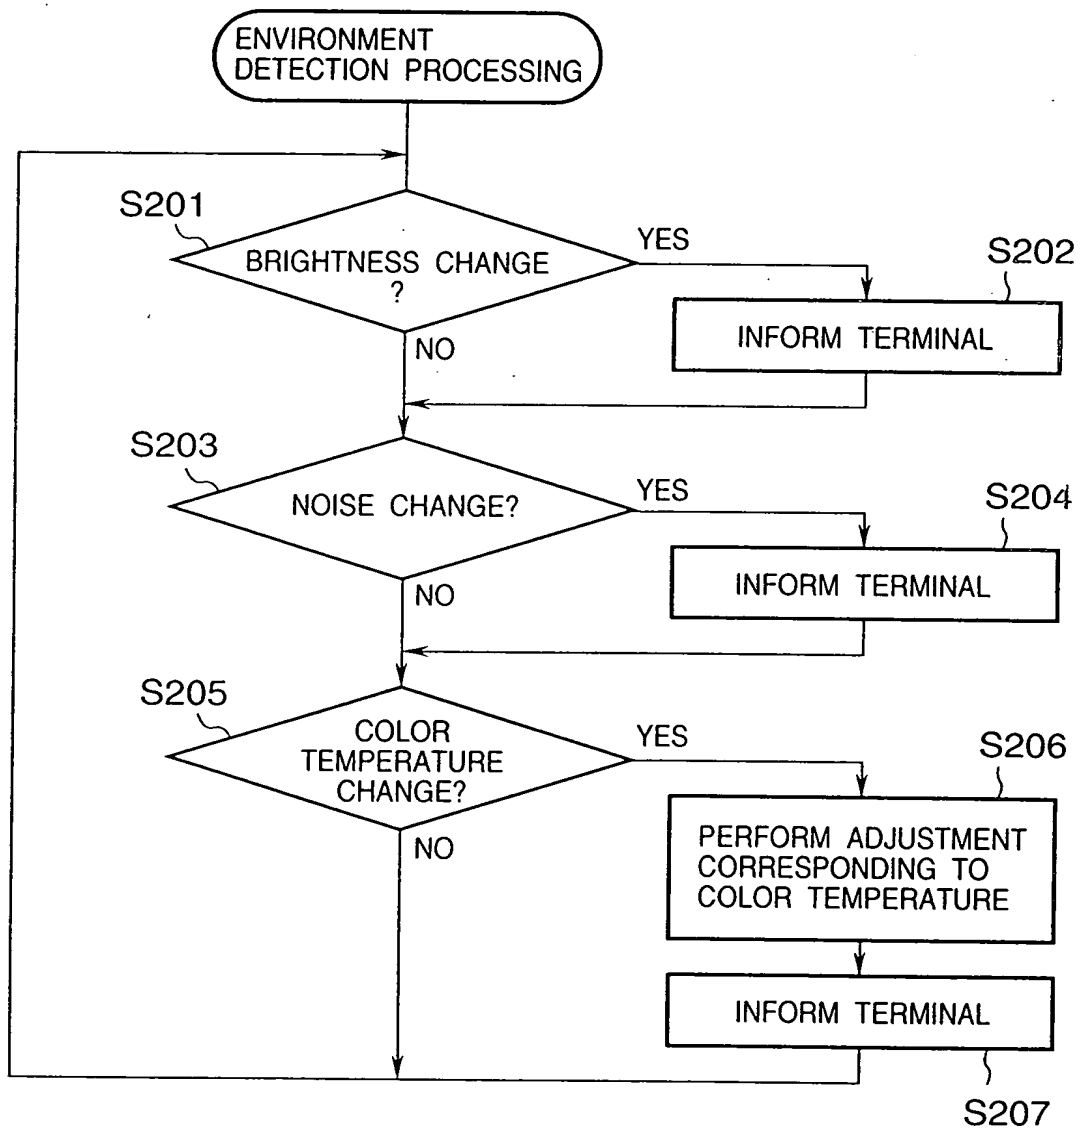 ENVIRONMENT
DETECTION PROCESSING
S201
BRIGHTNESS CHANGE
?
YES
S202
INFORM TERMINAL
NO
S203
NOISE CHANGE?
YES
S204
INFORM TERMINAL
NO
S205
COLOR
TEMPERATURE
CHANGE?
YES
S206
PERFORM ADJUSTMENT
CORRESPONDING TO
COLOR TEMPERATURE
NO
INFORM TERMINAL
S207